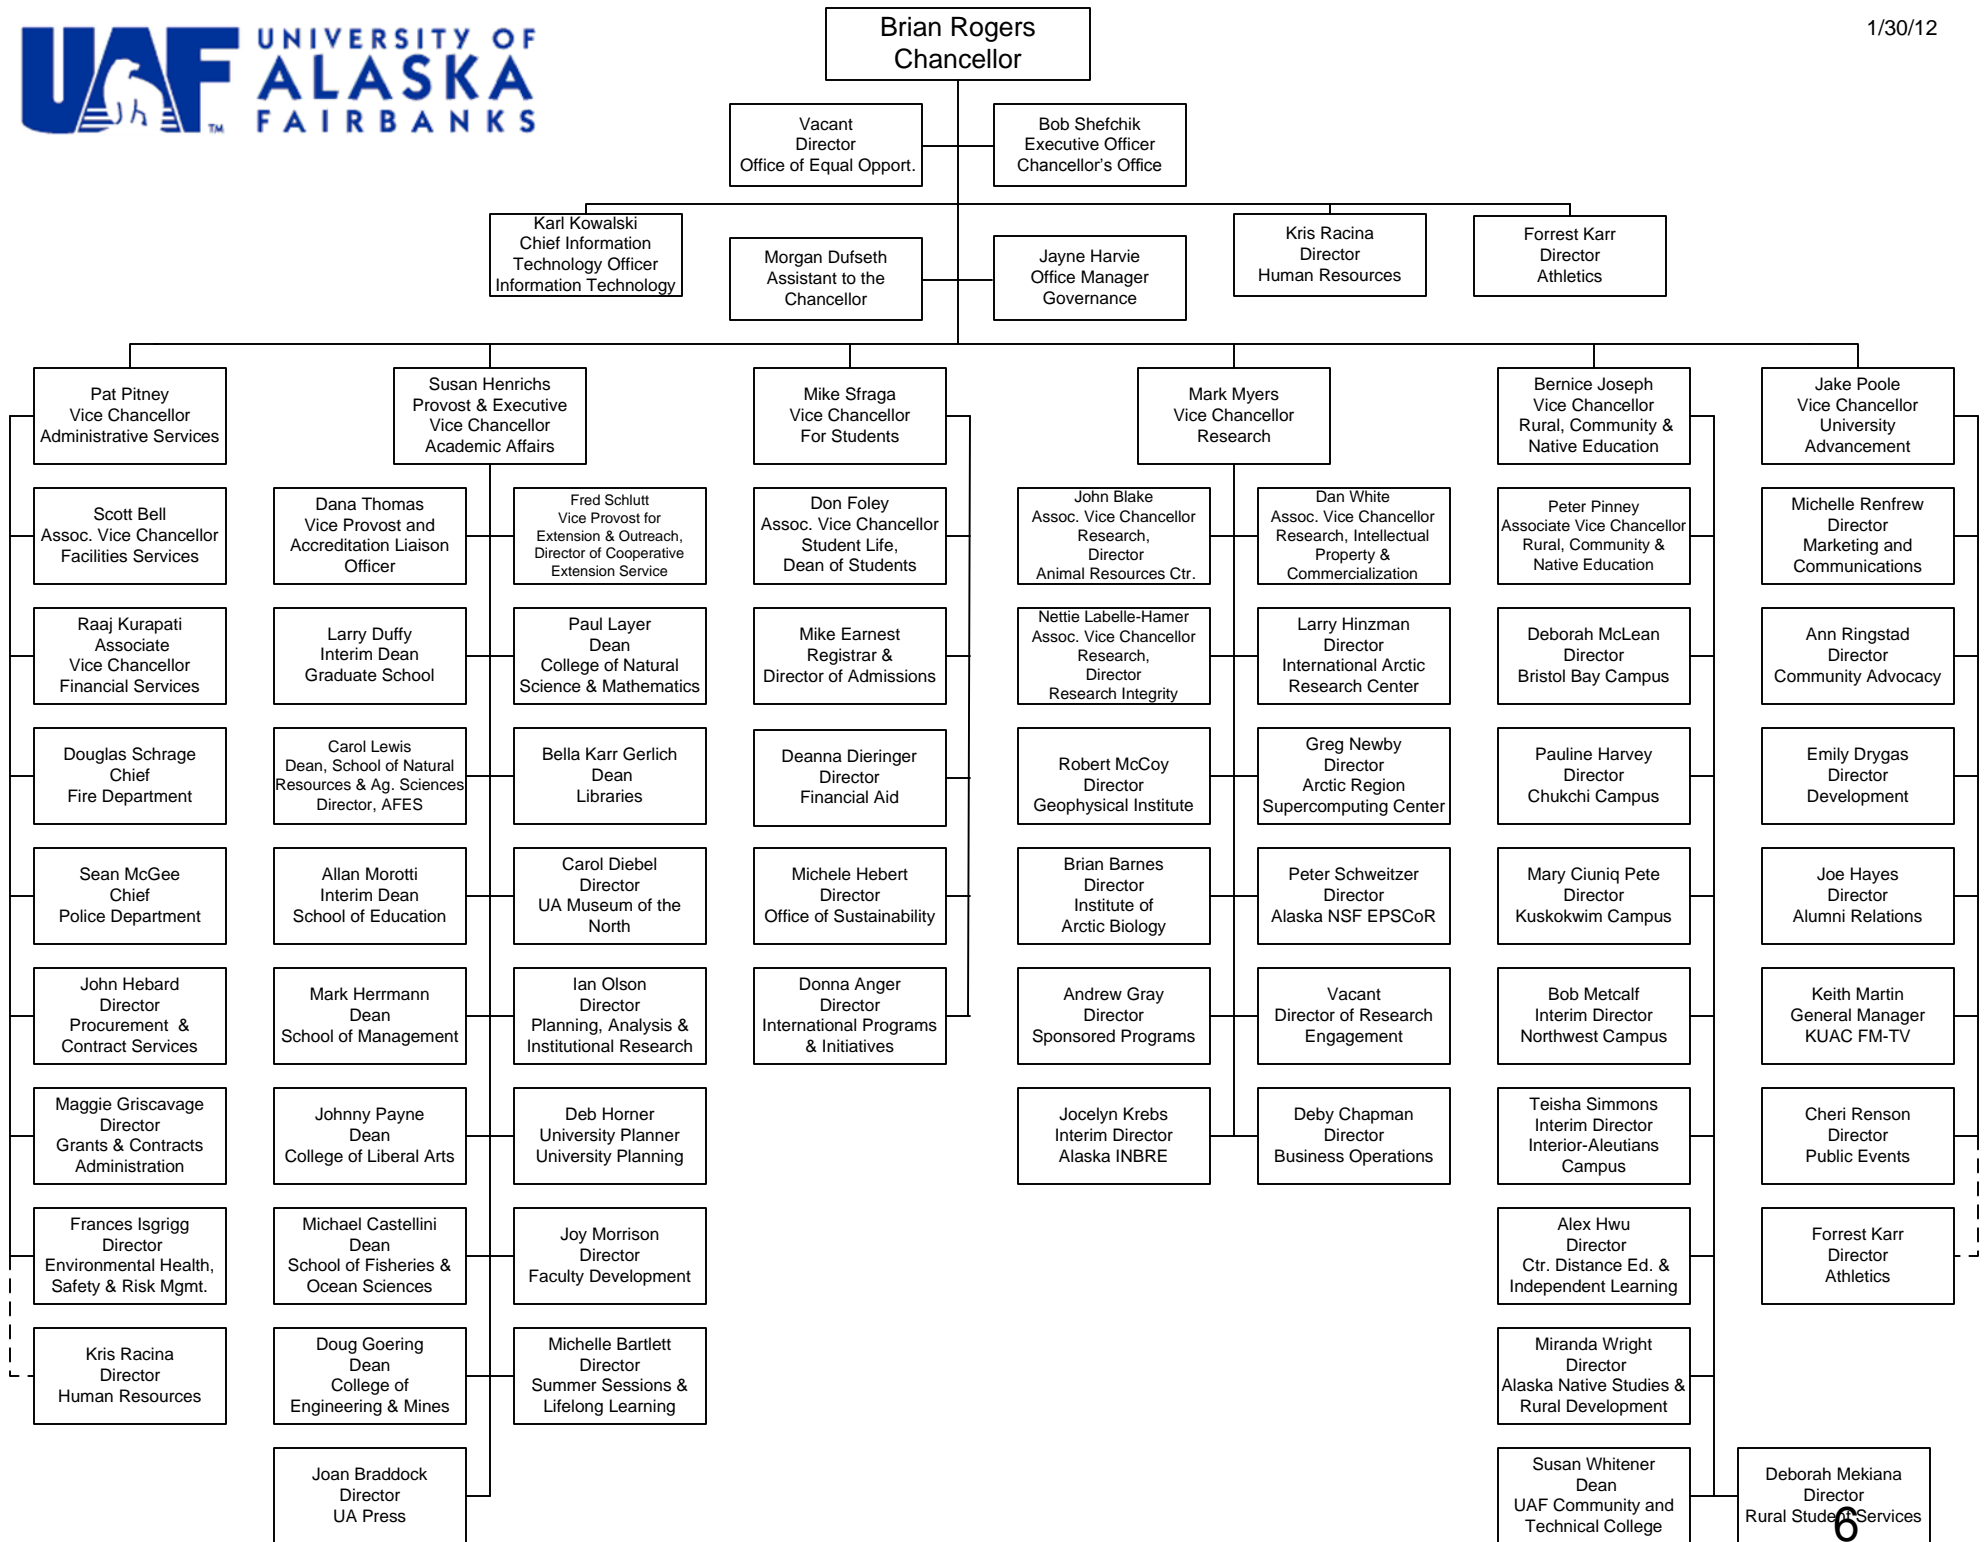 UAF
TM
UNIVERSITY OF
ALASKA
FAIRBANKS
1/30/12
Brian Rogers
Chancellor
Vacant
Director
Office of Equal Opport.
Bob Shefchik
Executive Officer
Chancellor's Office
Karl Kowalski
Chief Information
Technology Officer
Information Technology
Morgan Dufseth
Assistant to the
Chancellor
Jayne Harvie
Office Manager
Governance
Kris Racina
Director
Human Resources
Forrest Karr
Director
Athletics
Pat Pitney
Vice Chancellor
Administrative Services
Scott Bell
Assoc. Vice Chancellor
Facilities Services
Raaj Kurapati
Associate
Vice Chancellor
Financial Services
Douglas Schrage
Chief
Fire Department
Sean McGee
Chief
Police Department
John Hebard
Director
Procurement &
Contract Services
Maggie Griscavage
Director
Grants & Contracts
Administration
Frances Isgrigg
Director
Environmental Health,
Safety & Risk Mgmt.
Kris Racina
Director
Human Resources
Susan Henrichs
Provost & Executive
Vice Chancellor
Academic Affairs
Dana Thomas
Vice Provost and
Accreditation Liaison
Officer
Fred Schlutt
Vice Provost for
Extension & Outreach,
Director of Cooperative
Extension Service
Larry Duffy
Interim Dean
Graduate School
Paul Layer
Dean
College of Natural
Science & Mathematics
Carol Lewis
Dean, School of Natural
Resources & Ag. Sciences
Director, AFES
Bella Karr Gerlich
Dean
Libraries
Allan Morotti
Interim Dean
School of Education
Carol Diebel
Director
UA Museum of the
North
Mark Herrmann
Dean
School of Management
Ian Olson
Director
Planning, Analysis &
Institutional Research
Johnny Payne
Dean
College of Liberal Arts
Deb Horner
University Planner
University Planning
Michael Castellini
Dean
School of Fisheries &
Ocean Sciences
Joy Morrison
Director
Faculty Development
Doug Goering
Dean
College of
Engineering & Mines
Michelle Bartlett
Director
Summer Sessions &
Lifelong Learning
Joan Braddock
Director
UA Press
Mike Sfraga
Vice Chancellor
For Students
Don Foley
Assoc. Vice Chancellor
Student Life,
Dean of Students
Mike Earnest
Registrar &
Director of Admissions
Deanna Dieringer
Director
Financial Aid
Michele Hebert
Director
Office of Sustainability
Donna Anger
Director
International Programs
& Initiatives
Mark Myers
Vice Chancellor
Research
John Blake
Assoc. Vice Chancellor
Research,
Director
Animal Resources Ctr.
Dan White
Assoc. Vice Chancellor
Research, Intellectual
Property &
Commercialization
Nettie Labelle-Hamer
Assoc. Vice Chancellor
Research,
Director
Research Integrity
Larry Hinzman
Director
International Arctic
Research Center
Robert McCoy
Director
Geophysical Institute
Greg Newby
Director
Arctic Region
Supercomputing Center
Brian Barnes
Director
Institute of
Arctic Biology
Peter Schweitzer
Director
Alaska NSF EPSCoR
Andrew Gray
Director
Sponsored Programs
Vacant
Director of Research
Engagement
Jocelyn Krebs
Interim Director
Alaska INBRE
Deby Chapman
Director
Business Operations
Bernice Joseph
Vice Chancellor
Rural, Community &
Native Education
Peter Pinney
Associate Vice Chancellor
Rural, Community &
Native Education
Deborah McLean
Director
Bristol Bay Campus
Pauline Harvey
Director
Chukchi Campus
Mary Ciuniq Pete
Director
Kuskokwim Campus
Bob Metcalf
Interim Director
Northwest Campus
Teisha Simmons
Interim Director
Interior-Aleutians
Campus
Alex Hwu
Director
Ctr. Distance Ed. &
Independent Learning
Miranda Wright
Director
Alaska Native Studies &
Rural Development
Susan Whitener
Dean
UAF Community and
Technical College
Deborah Mekiana
Director
Rural Student Services
Jake Poole
Vice Chancellor
University
Advancement
Michelle Renfrew
Director
Marketing and
Communications
Ann Ringstad
Director
Community Advocacy
Emily Drygas
Director
Development
Joe Hayes
Director
Alumni Relations
Keith Martin
General Manager
KUAC FM-TV
Cheri Renson
Director
Public Events
Forrest Karr
Director
Athletics
6